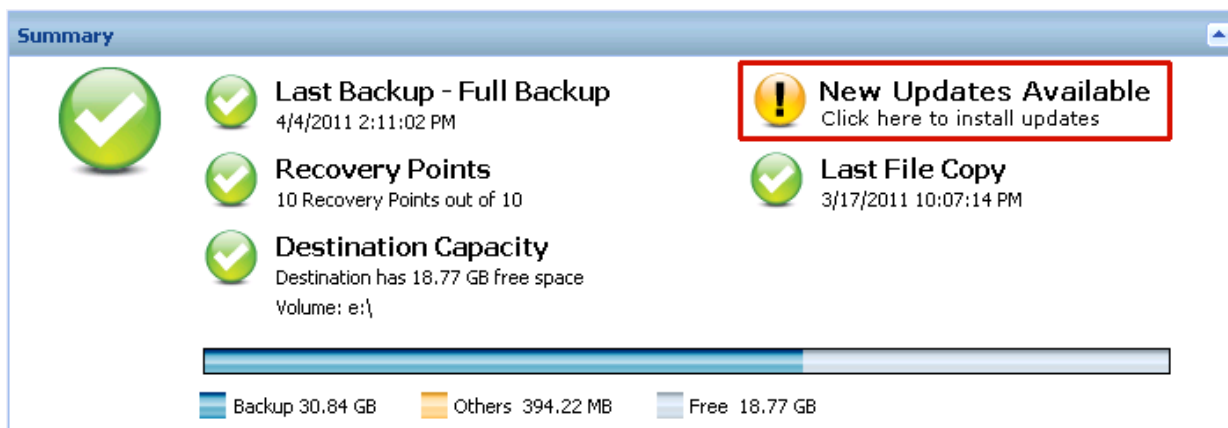 Summary
Last Backup - Full Backup
4/4/2011 2:11:02 PM
New Updates Available
Click here to install updates
Recovery Points
10 Recovery Points out of 10
Last File Copy
3/17/2011 10:07:14 PM
Destination Capacity
Destination has 18.77 GB free space
Volume: e:\
Backup 30.84 GB
Others 394.22 MB
Free 18.77 GB